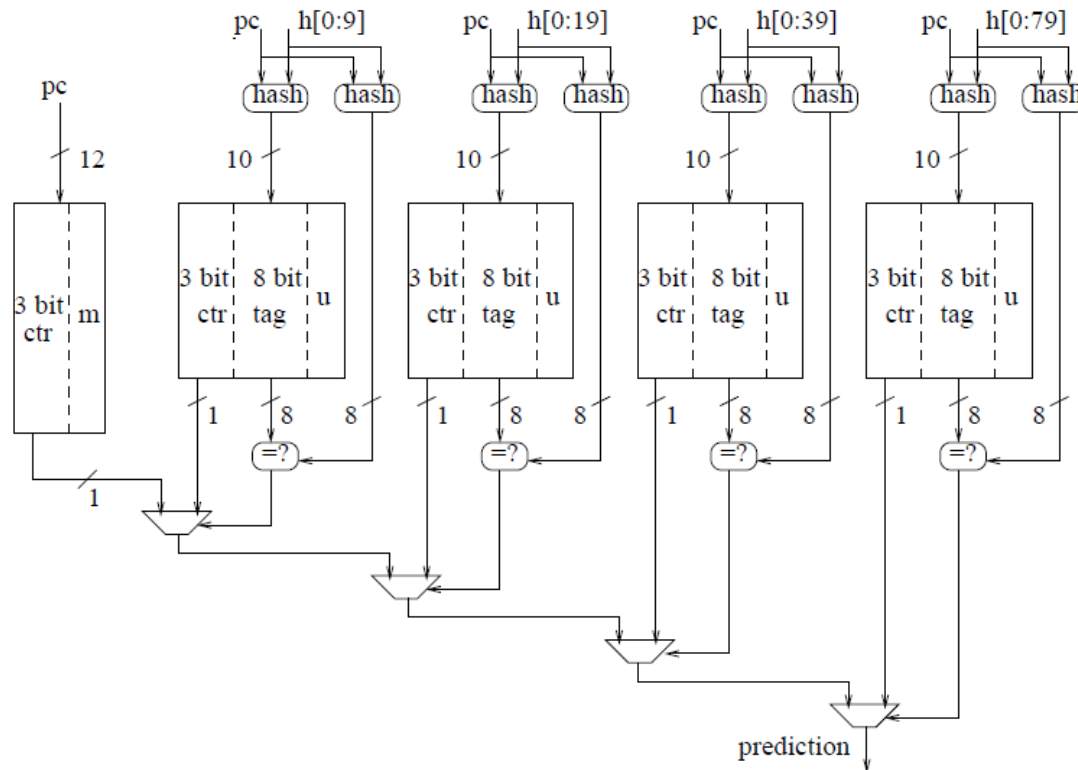 pc h[0:9] pc h[0:19] pc h[0:39] pc h[0:79]
hash hash hash hash hash hash hash hash
pc
12 10 10 10 10
3 bit 8 bit 3 bit 8 bit 3 bit 8 bit 3 bit 8 bit
3 bit m u u u u
ctr ctr tag ctr tag ctr tag ctr tag
1 8 8 1 8 8 1 8 8 1 8 8
=? =? =? =?
1
prediction